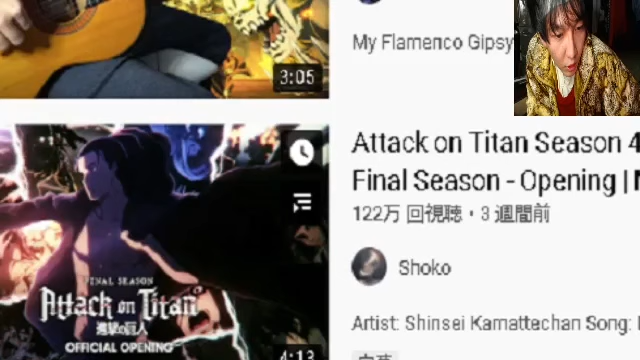 3:05
My Flamenco Gipsy
Attack on Titan Season 4
Final Season - Opening |
122万 回視聴・3 週間前
Shoko
Artist: Shinsei Kamattechan Song:
FINAL SEASON
Attack on Titan
進撃の巨人
OFFICIAL OPENING
4:13
字幕